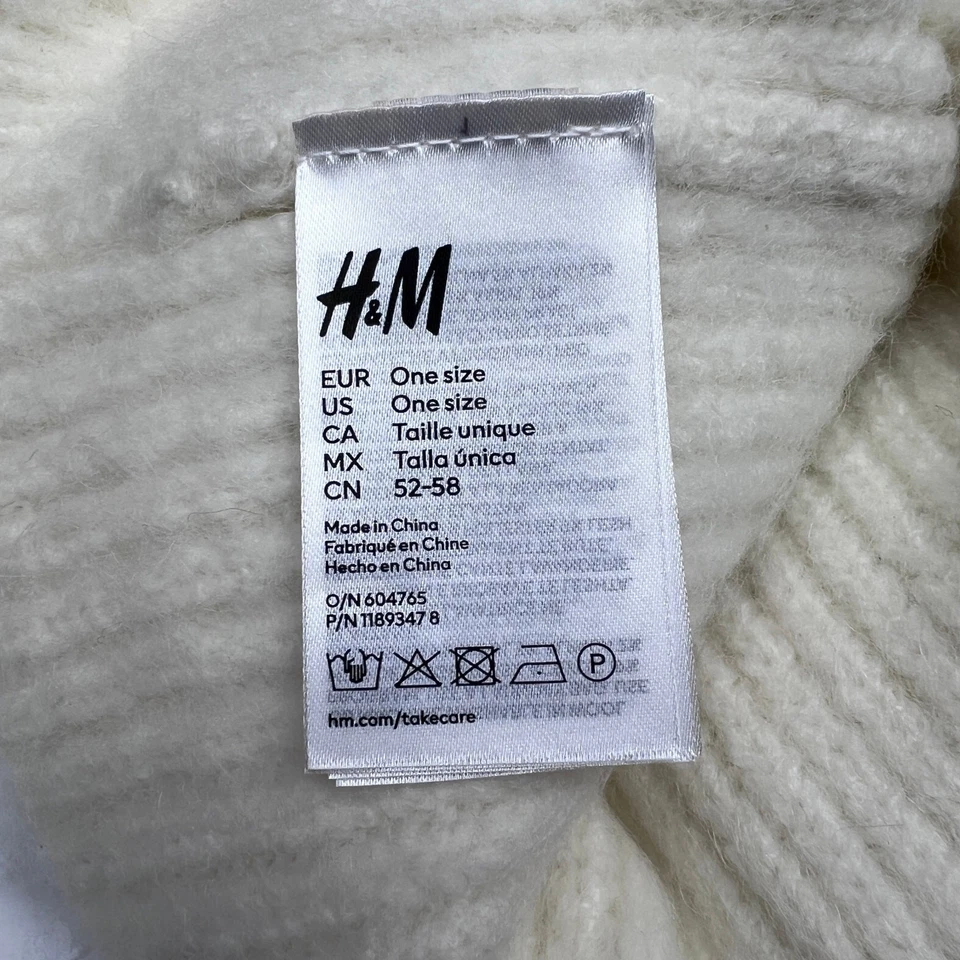 H&M
EUR One size
US One size
CA Taille unique
MX Talla única
CN 52-58
Made in China
Fabriqué en Chine
Hecho en China
O/N 604765
P/N 1189347 8
P
hm.com/takecare